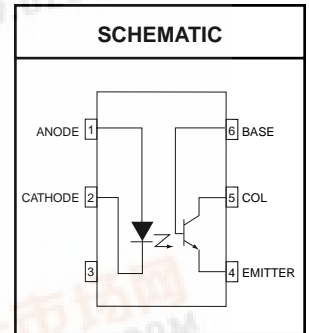 SCHEMATIC
ANODE 1
6 BASE
CATHODE 2
5 COL
3
4 EMITTER